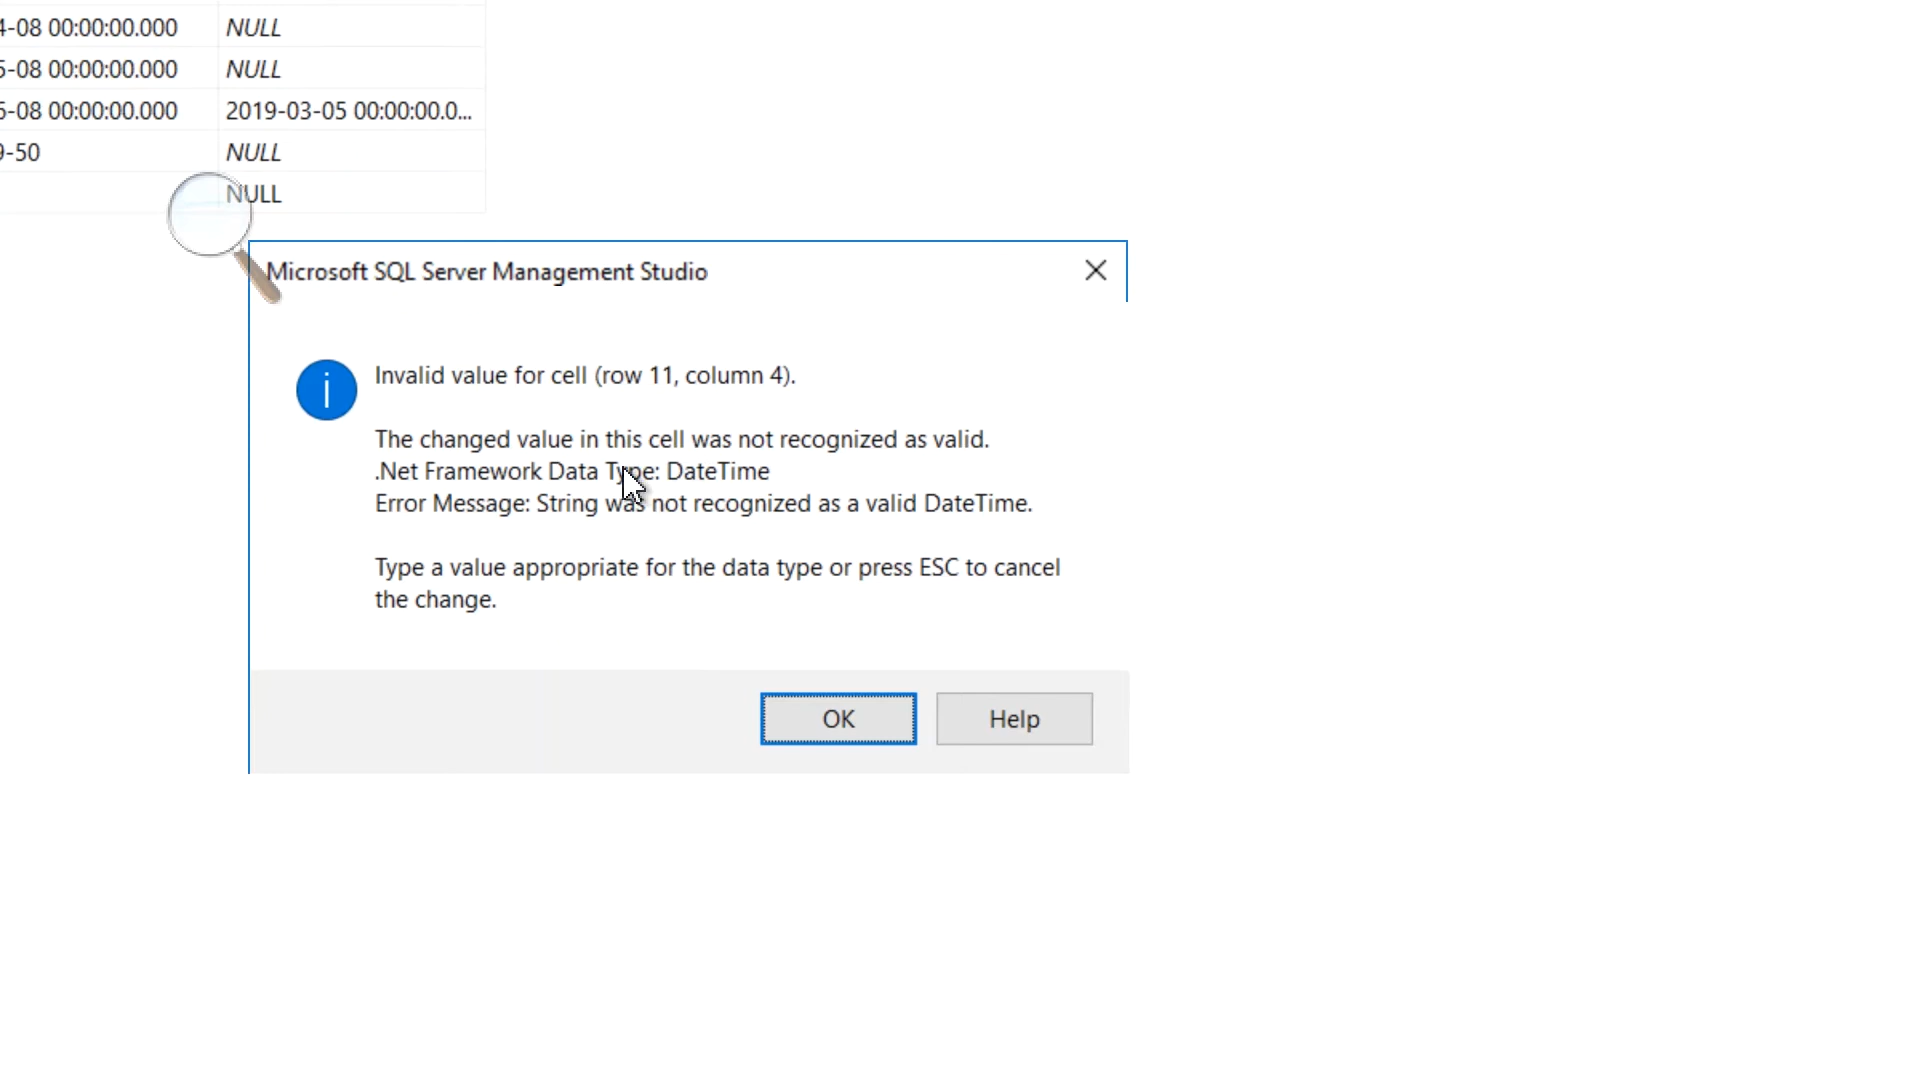 4-08 00:00:00.000 NULL
5-08 00:00:00.000 NULL
6-08 00:00:00.000 2019-03-05 00:00:00.0...
9-50 NULL
NULL
Microsoft SQL Server Management Studio
Invalid value for cell (row 11, column 4).
The changed value in this cell was not recognized as valid.
.Net Framework Data Type: DateTime
Error Message: String was not recognized as a valid DateTime.
Type a value appropriate for the data type or press ESC to cancel
the change.
OK Help